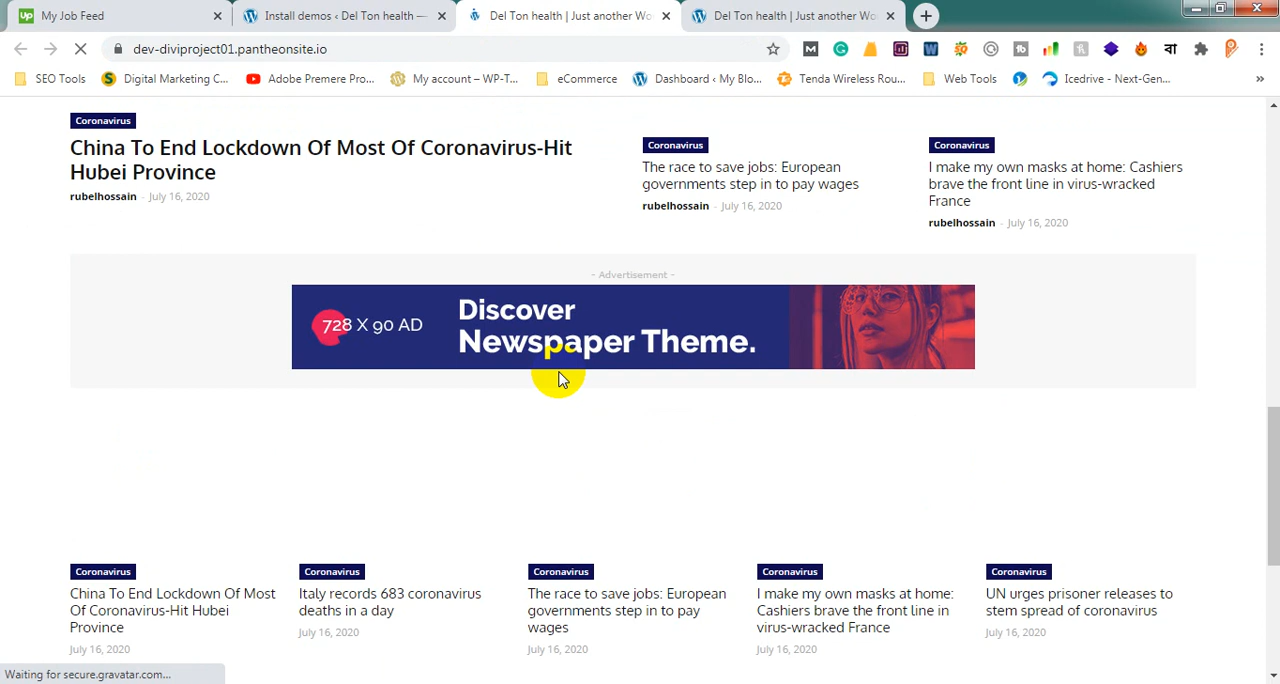 My Job Feed
Install demos ‹ Del Ton health —
Del Ton health | Just another Wo
Del Ton health | Just another Wo
dev-diviproject01.pantheonsite.io
SEO Tools
Digital Marketing C...
Adobe Premere Pro...
My account – WP-T...
eCommerce
Dashboard ‹ My Blo...
Tenda Wireless Rou...
Web Tools
Icedrive - Next-Gen...
Coronavirus
China To End Lockdown Of Most Of Coronavirus-Hit
Hubei Province
rubelhossain - July 16, 2020
Coronavirus
The race to save jobs: European
governments step in to pay wages
rubelhossain - July 16, 2020
Coronavirus
I make my own masks at home: Cashiers
brave the front line in virus-wracked
France
rubelhossain - July 16, 2020
- Advertisement -
728 X 90 AD
Discover
Newspaper Theme.
Coronavirus
China To End Lockdown Of Most
Of Coronavirus-Hit Hubei
Province
July 16, 2020
Coronavirus
Italy records 683 coronavirus
deaths in a day
July 16, 2020
Coronavirus
The race to save jobs: European
governments step in to pay
wages
July 16, 2020
Coronavirus
I make my own masks at home:
Cashiers brave the front line in
virus-wracked France
July 16, 2020
Coronavirus
UN urges prisoner releases to
stem spread of coronavirus
July 16, 2020
Waiting for secure.gravatar.com...